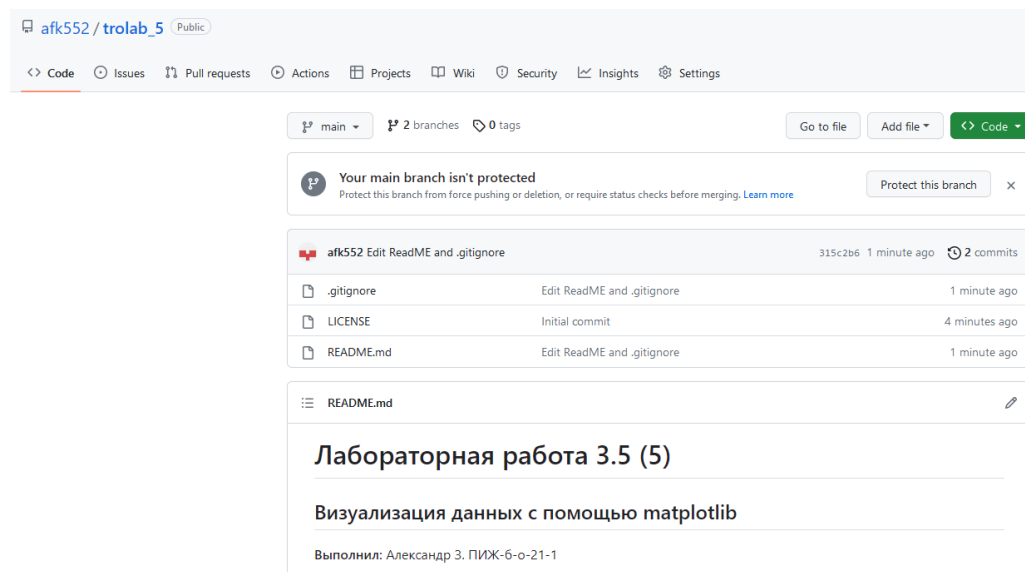 afk552 / trolab_5 Public
Code Issues Pull requests Actions Projects Wiki Security Insights Settings
main 2 branches 0 tags Go to file Add file Code
Your main branch isn't protected
Protect this branch from force pushing or deletion, or require status checks before merging. Learn more
Protect this branch
afk552 Edit ReadME and .gitignore 315c2b6 1 minute ago 2 commits
.gitignore Edit ReadME and .gitignore 1 minute ago
LICENSE Initial commit 4 minutes ago
README.md Edit ReadME and .gitignore 1 minute ago
README.md
Лабораторная работа 3.5 (5)
Визуализация данных с помощью matplotlib
Выполнил: Александр З. ПИЖ-б-о-21-1